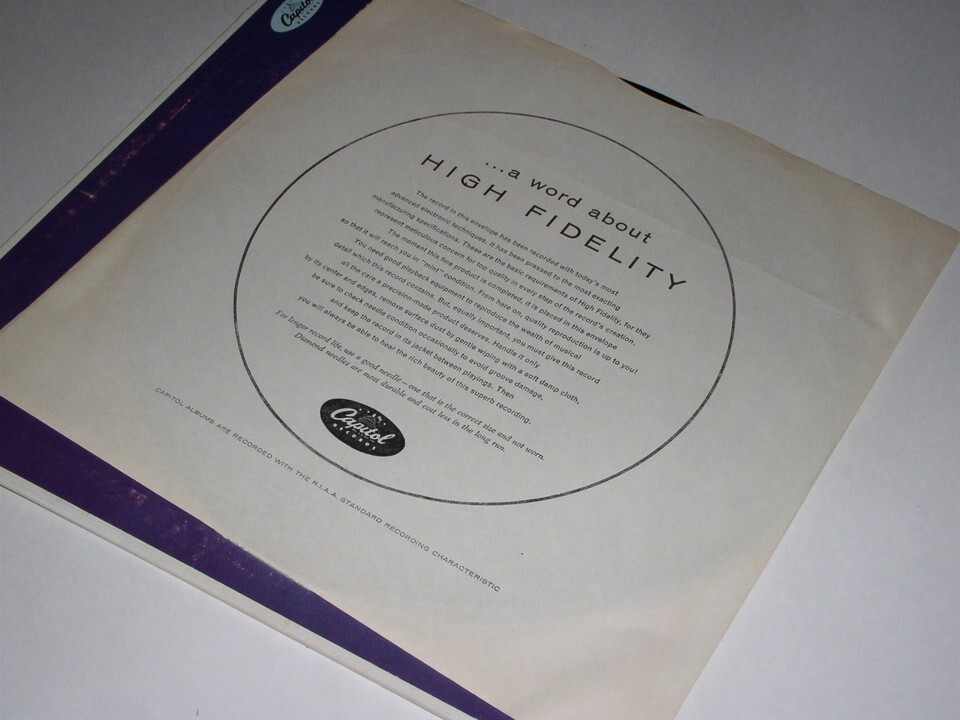 Capitol
RECORDS
...a word about
HIGH FIDELITY
The record in this envelope has been recorded with today's most
advanced electronic techniques. It has been pressed to the most exacting
manufacturing specifications. These are the basic requirements of High Fidelity, for they
represent meticulous concern for top quality in every step of the record's creation.
The moment this fine product is completed, it is placed in this envelope
so that it will reach you in "mint" condition. From here on, quality reproduction is up to you!
You need good playback equipment to reproduce the wealth of musical
detail which this record contains. But, equally important, you must give this record
all the care a precision-made product deserves. Handle it only
by its center and edges, remove surface dust by gentle wiping with a soft damp cloth,
be sure to check needle condition occasionally to avoid groove damage,
and keep the record in its jacket between playings. Then
you will always be able to hear the rich beauty of this superb recording.
For longer record life, use a good needle — one that is the correct size and not worn.
Diamond needles are most durable and cost less in the long run.
Capitol
RECORDS
CAPITOL ALBUMS ARE RECORDED WITH THE R.I.A.A. STANDARD RECORDING CHARACTERISTIC